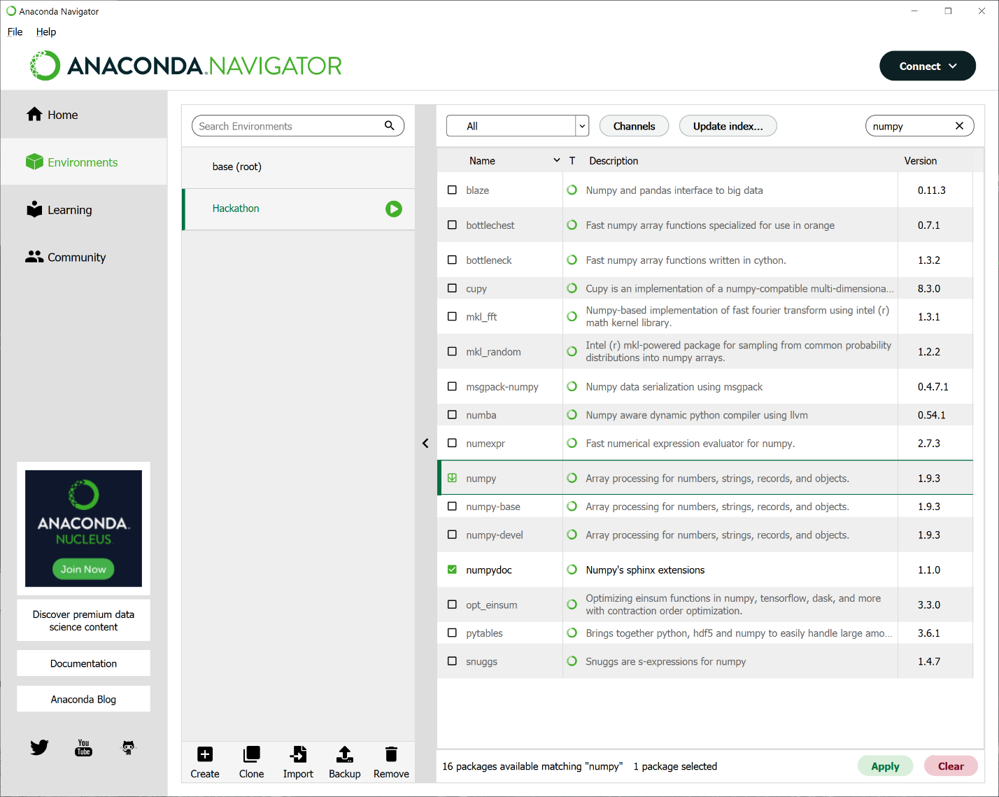 Anaconda Navigator
File Help
ANACONDA.NAVIGATOR
Connect
Home
Environments
Learning
Community
ANACONDA.
NUCLEUS
Join Now
Discover premium data
science content
Documentation
Anaconda Blog
You
Tube
Search Environments
base (root)
Hackathon
Create Clone Import Backup Remove
All Channels Update index... numpy
Name T Description Version
blaze Numpy and pandas interface to big data 0.11.3
bottlechest Fast numpy array functions specialized for use in orange 0.7.1
bottleneck Fast numpy array functions written in cython. 1.3.2
cupy Cupy is an implementation of a numpy-compatible multi-dimensiona... 8.3.0
mkl_fft Numpy-based implementation of fast fourier transform using intel (r)
math kernel library. 1.3.1
mkl_random Intel (r) mkl-powered package for sampling from common probability
distributions into numpy arrays. 1.2.2
msgpack-numpy Numpy data serialization using msgpack 0.4.7.1
numba Numpy aware dynamic python compiler using llvm 0.54.1
numexpr Fast numerical expression evaluator for numpy. 2.7.3
numpy Array processing for numbers, strings, records, and objects. 1.9.3
numpy-base Array processing for numbers, strings, records, and objects. 1.9.3
numpy-devel Array processing for numbers, strings, records, and objects. 1.9.3
numpydoc Numpy's sphinx extensions 1.1.0
opt_einsum Optimizing einsum functions in numpy, tensorflow, dask, and more
with contraction order optimization. 3.3.0
pytables Brings together python, hdf5 and numpy to easily handle large amo... 3.6.1
snuggs Snuggs are s-expressions for numpy 1.4.7
16 packages available matching "numpy" 1 package selected
Apply Clear